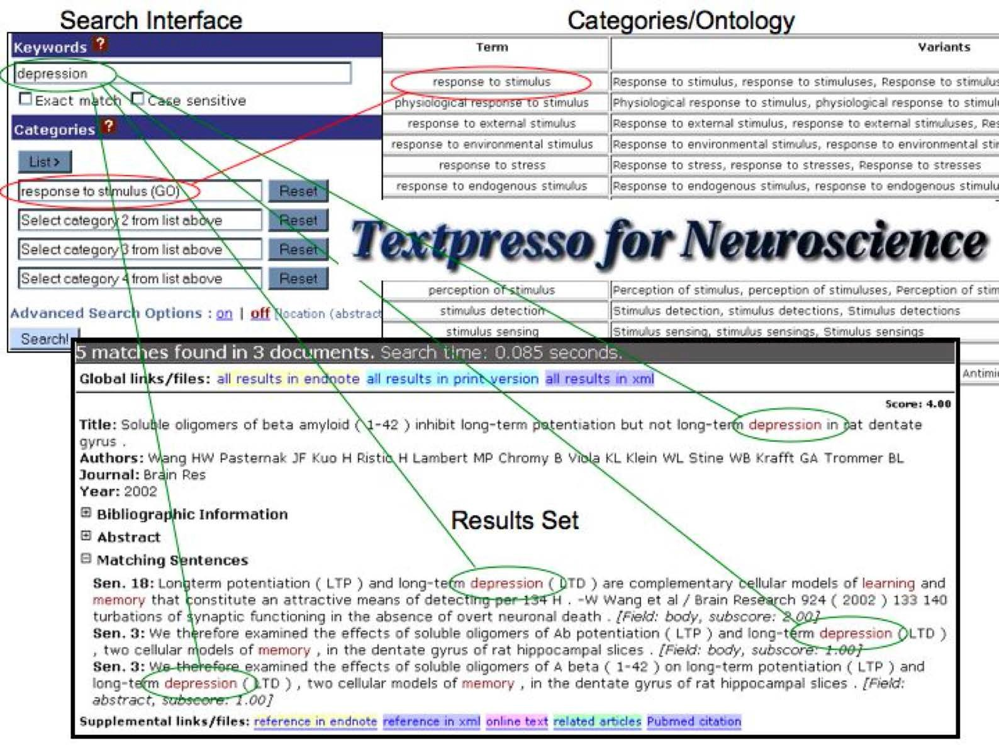 Search Interface
Categories/Ontology
Keywords ?
depression
Exact match Case sensitive
Categories ?
List >
response to stimulus (GO) Reset
Select category 2 from list above Reset
Select category 3 from list above Reset
Select category 4 from list above Reset
Advanced Search Options : on | off [location (abstract
Search!
Term Variants
response to stimulus Response to stimulus, response to stimuluses, Response to stimulus
physiological response to stimulus Physiological response to stimulus, physiological response to
response to external stimulus Response to external stimulus, response to external stimuluses,
response to environmental stimulus Response to environmental stimulus, response to environmental
response to stress Response to stress, response to stresses, Response to stresses
response to endogenous stimulus Response to endogenous stimulus, response to endogenous
Textpresso for Neuroscience
perception of stimulus Perception of stimulus, perception of stimuluses, Perception of
stimulus detection Stimulus detection, stimulus detections, Stimulus detections
stimulus sensing Stimulus sensing, stimulus sensings, Stimulus sensings
5 matches found in 3 documents. Search time: 0.085 seconds.
Global links/files: all results in endnote all results in print version all results in xml
Score: 4.00
Title: Soluble oligomers of beta amyloid ( 1-42 ) inhibit long-term potentiation but not long-term depression in rat dentate
gyrus .
Authors: Wang HW Pasternak JF Kuo H Ristic H Lambert MP Chromy B Viola KL Klein WL Stine WB Krafft GA Trommer BL
Journal: Brain Res
Year: 2002
Bibliographic Information
Abstract
Results Set
Matching Sentences
Sen. 18: Longterm potentiation ( LTP ) and long-term depression ( LTD ) are complementary cellular models of learning and
memory that constitute an attractive means of detecting per 134 H . -W Wang et al / Brain Research 924 ( 2002 ) 133 140
turbations of synaptic functioning in the absence of overt neuronal death . [Field: body, subscore: 2.00]
Sen. 3: We therefore examined the effects of soluble oligomers of Ab potentiation ( LTP ) and long-term depression ( LTD )
, two cellular models of memory , in the dentate gyrus of rat hippocampal slices . [Field: body, subscore: 1.00]
Sen. 3: We therefore examined the effects of soluble oligomers of A beta ( 1-42 ) on long-term potentiation ( LTP ) and
long-term depression ( LTD ) , two cellular models of memory , in the dentate gyrus of rat hippocampal slices . [Field:
abstract, subscore: 1.00]
Supplemental links/files: reference in endnote reference in xml online text related articles Pubmed citation